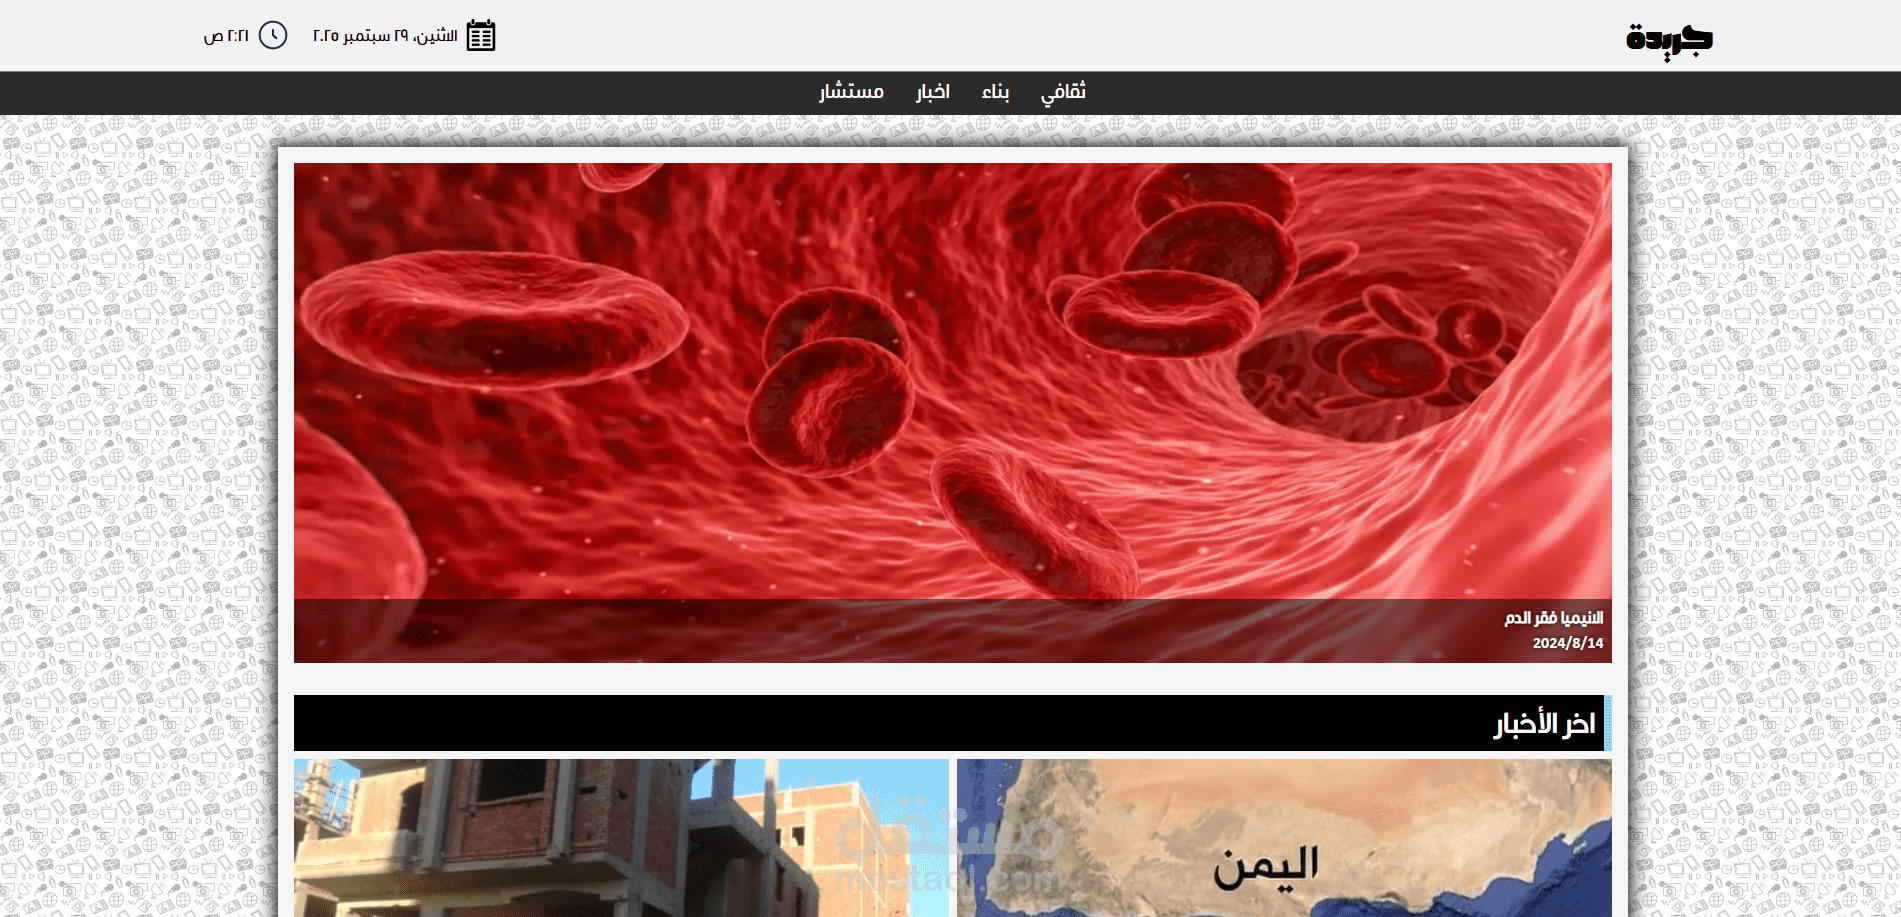 جريدة
الاثنين، ٢٩ سبتمبر ٢٠٢٥
٢:٢١ ص
ثقافي
بناء
اخبار
مستشار
الانيميا فقر الدم
2024/8/14
اخر الأخبار
اليمن
مستقل
mostaql.com